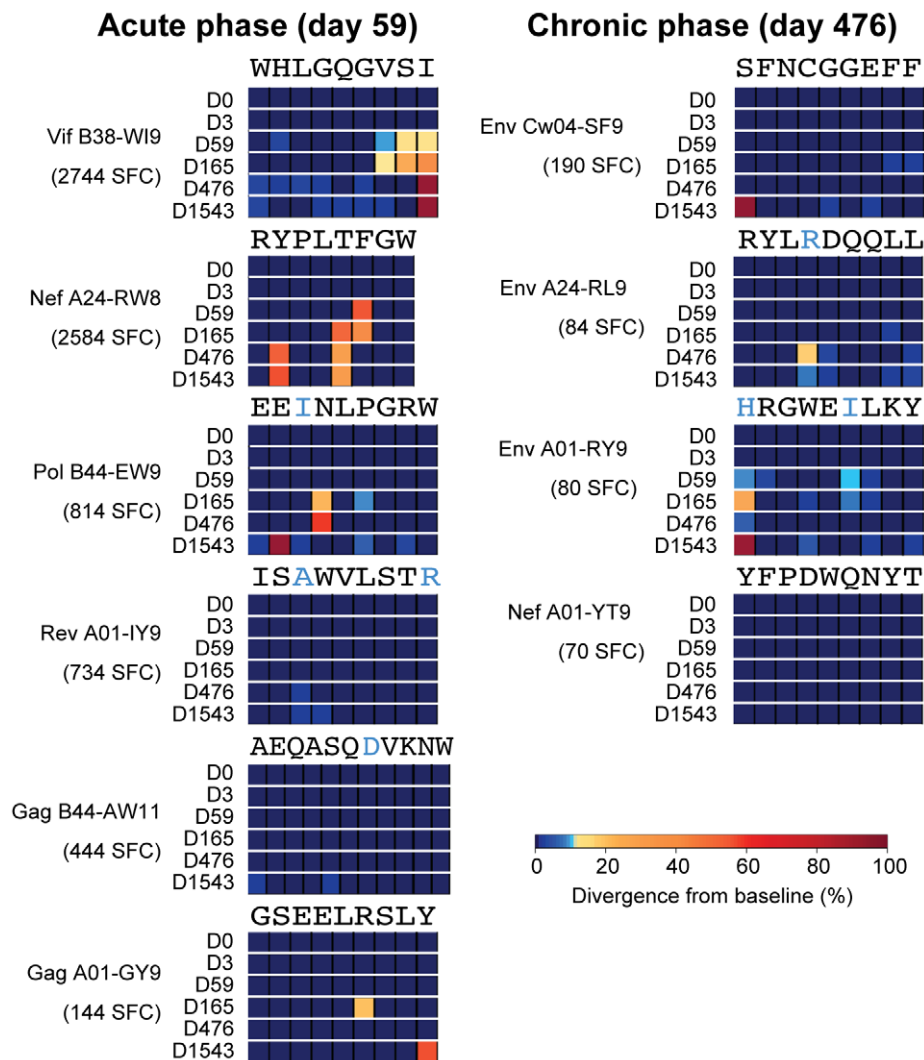 Acute phase (day 59)
WHLGQGVSI
Vif B38-WI9
(2744 SFC)
D0
D3
D59
D165
D476
D1543
RYPLTFGW
Nef A24-RW8
(2584 SFC)
D0
D3
D59
D165
D476
D1543
EEINLPGRW
Pol B44-EW9
(814 SFC)
D0
D3
D59
D165
D476
D1543
ISAWVLSTR
Rev A01-IY9
(734 SFC)
D0
D3
D59
D165
D476
D1543
AEQASQDVKNW
Gag B44-AW11
(444 SFC)
D0
D3
D59
D165
D476
D1543
GSEELRSLY
Gag A01-GY9
(144 SFC)
D0
D3
D59
D165
D476
D1543
Chronic phase (day 476)
SFNCGGEFF
Env Cw04-SF9
(190 SFC)
D0
D3
D59
D165
D476
D1543
RYLRDQQLL
Env A24-RL9
(84 SFC)
D0
D3
D59
D165
D476
D1543
HRGWEILKY
Env A01-RY9
(80 SFC)
D0
D3
D59
D165
D476
D1543
YFPDWQNYT
Nef A01-YT9
(70 SFC)
D0
D3
D59
D165
D476
D1543
0 20 40 60 80 100
Divergence from baseline (%)